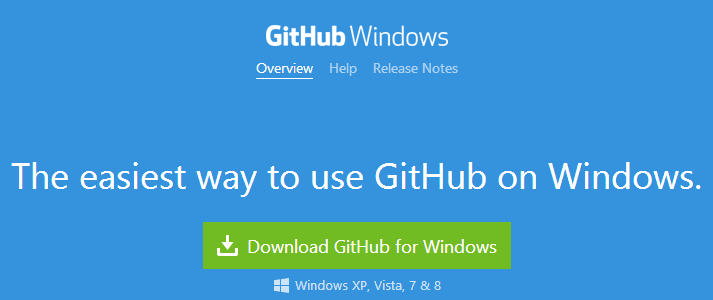 GitHub Windows
Overview Help Release Notes
The easiest way to use GitHub on Windows.
Download GitHub for Windows
Windows XP, Vista, 7 & 8